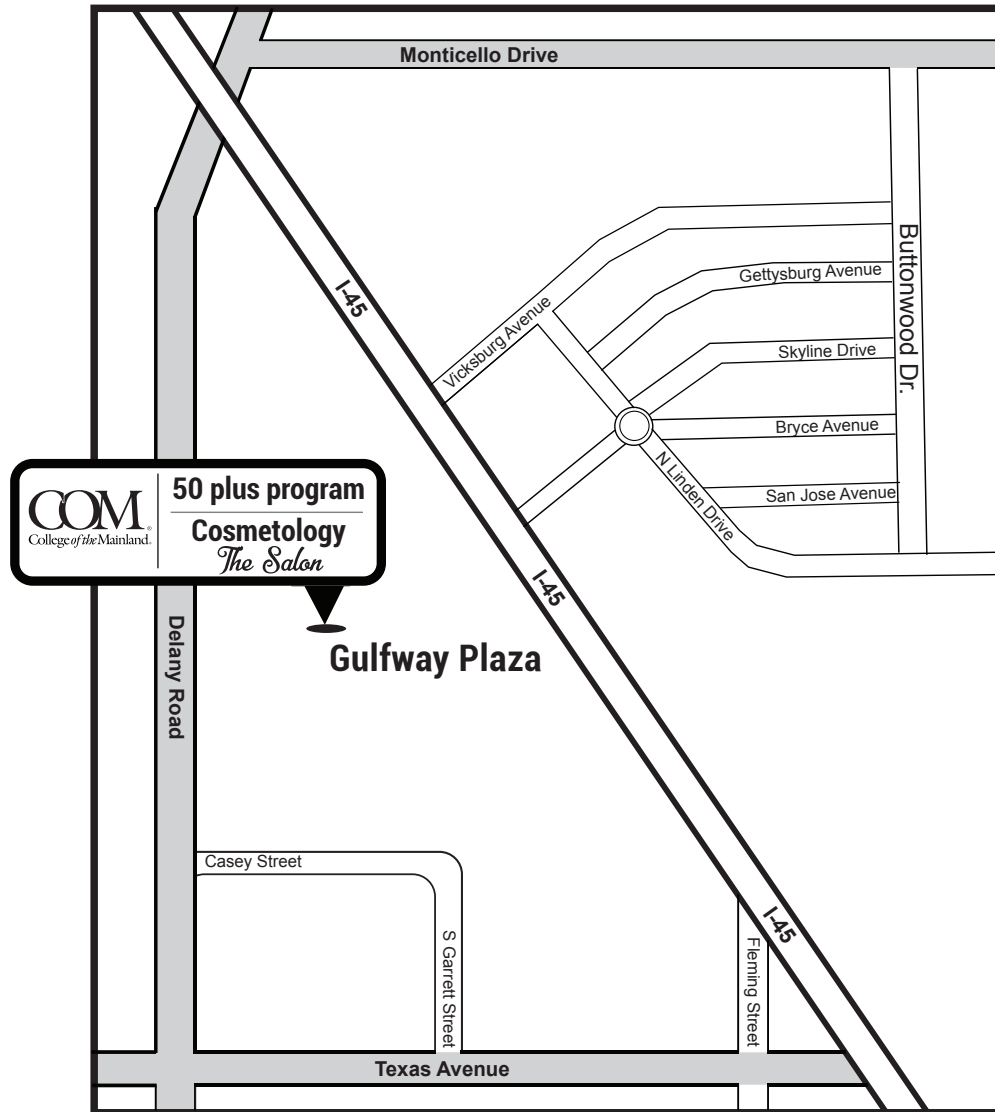 Monticello Drive
I-45
Buttonwood Dr.
Gettysburg Avenue
Vicksburg Avenue
Skyline Drive
Bryce Avenue
N Linden Drive
San Jose Avenue
COM®
College of the Mainland®
50 plus program
Cosmetology
The Salon
I-45
Gulfway Plaza
Delany Road
Casey Street
S Garrett Street
Fleming Street
I-45
Texas Avenue